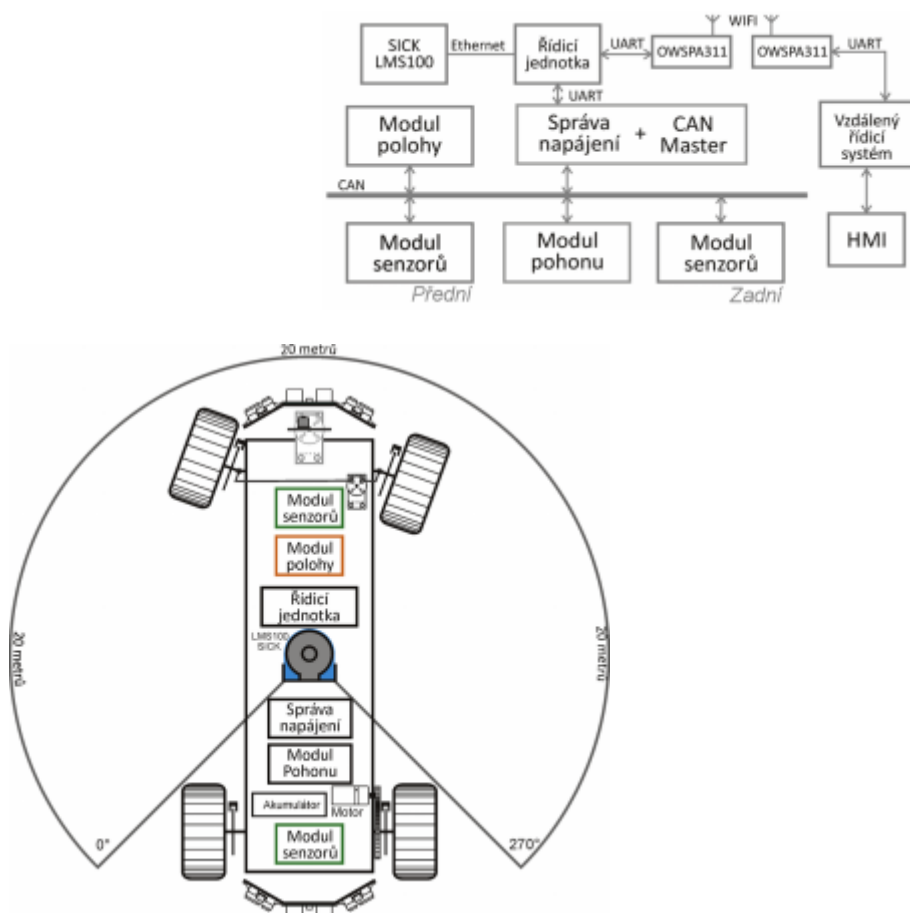 WIFI
SICK
LMS100
Ethernet
Řídicí
jednotka
UART
OWSPA311
OWSPA311
UART
UART
Modul
polohy
Správa
napájení
+
CAN
Master
Vzdálený
řídicí
systém
CAN
Modul
senzorů
Přední
Modul
pohonu
Modul
senzorů
Zadní
HMI
20 metrů
Modul
senzorů
Modul
polohy
Řídicí
jednotka
LMS100
SICK
20 metrů
20 metrů
Správa
napájení
Modul
Pohonu
Akumulátor
Motor
Modul
senzorů
0°
270°